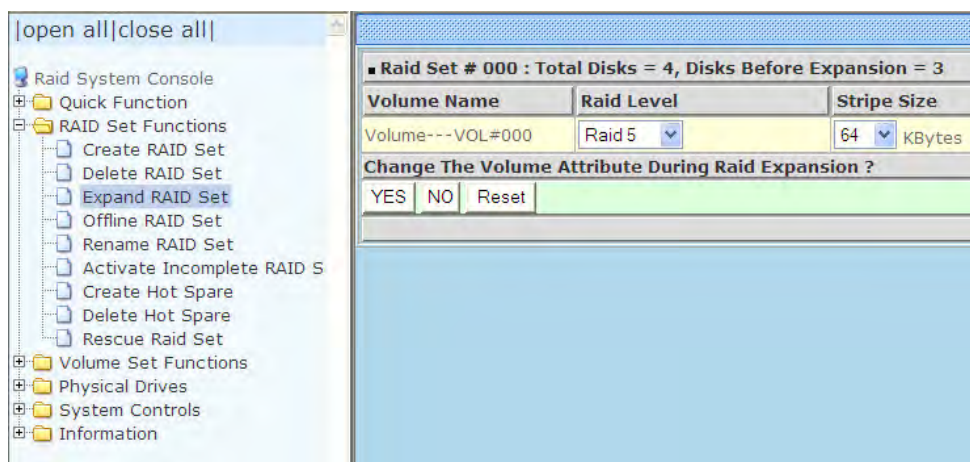 |open all|close all|
Raid System Console
Quick Function
RAID Set Functions
Create RAID Set
Delete RAID Set
Expand RAID Set
Offline RAID Set
Rename RAID Set
Activate Incomplete RAID S
Create Hot Spare
Delete Hot Spare
Rescue Raid Set
Volume Set Functions
Physical Drives
System Controls
Information
▪ Raid Set # 000 : Total Disks = 4, Disks Before Expansion = 3
Volume Name Raid Level Stripe Size
Volume---VOL#000 Raid 5 64 KBytes
Change The Volume Attribute During Raid Expansion ?
YES NO Reset